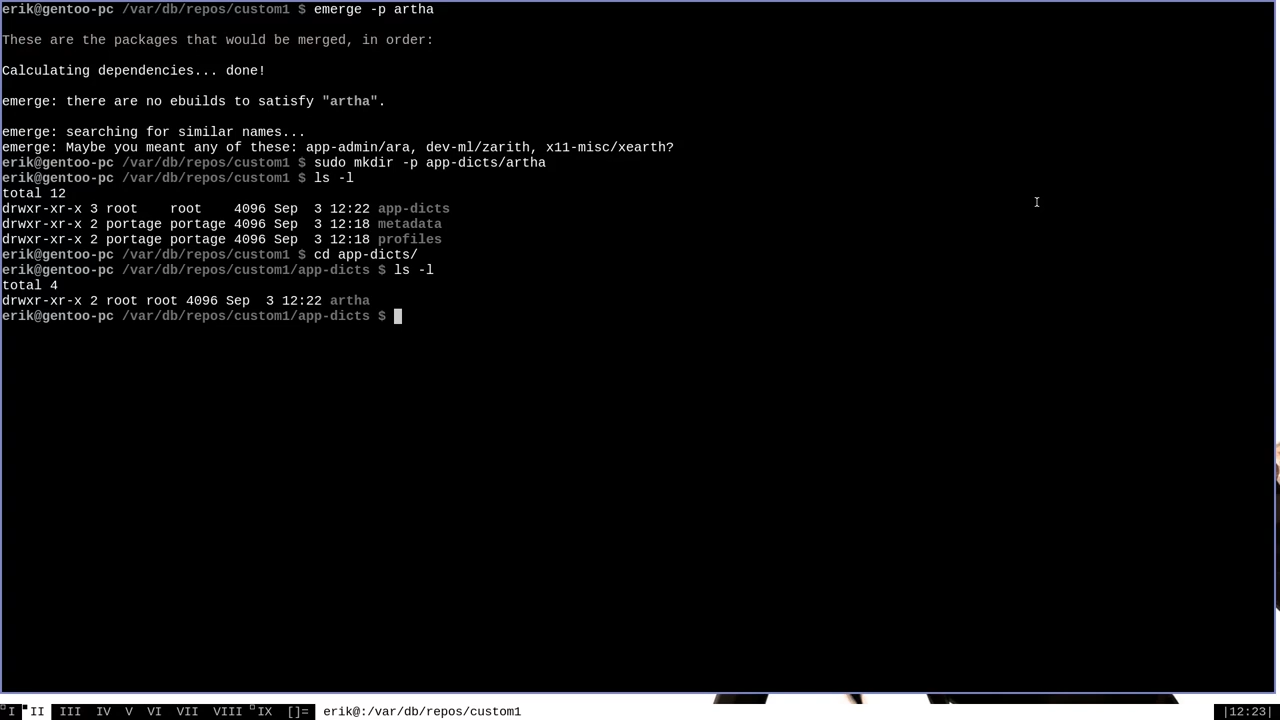 erik@gentoo-pc /var/db/repos/custom1 $ emerge -p artha
These are the packages that would be merged, in order:
Calculating dependencies... done!
emerge: there are no ebuilds to satisfy "artha".
emerge: searching for similar names...
emerge: Maybe you meant any of these: app-admin/ara, dev-ml/zarith, x11-misc/xearth?
erik@gentoo-pc /var/db/repos/custom1 $ sudo mkdir -p app-dicts/artha
erik@gentoo-pc /var/db/repos/custom1 $ ls -l
total 12
drwxr-xr-x 3 root    root    4096 Sep  3 12:22 app-dicts
drwxr-xr-x 2 portage portage 4096 Sep  3 12:18 metadata
drwxr-xr-x 2 portage portage 4096 Sep  3 12:18 profiles
erik@gentoo-pc /var/db/repos/custom1 $ cd app-dicts/
erik@gentoo-pc /var/db/repos/custom1/app-dicts $ ls -l
total 4
drwxr-xr-x 2 root root 4096 Sep  3 12:22 artha
erik@gentoo-pc /var/db/repos/custom1/app-dicts $
I II III IV V VI VII VIII IX []= erik@:/var/db/repos/custom1 |12:23|